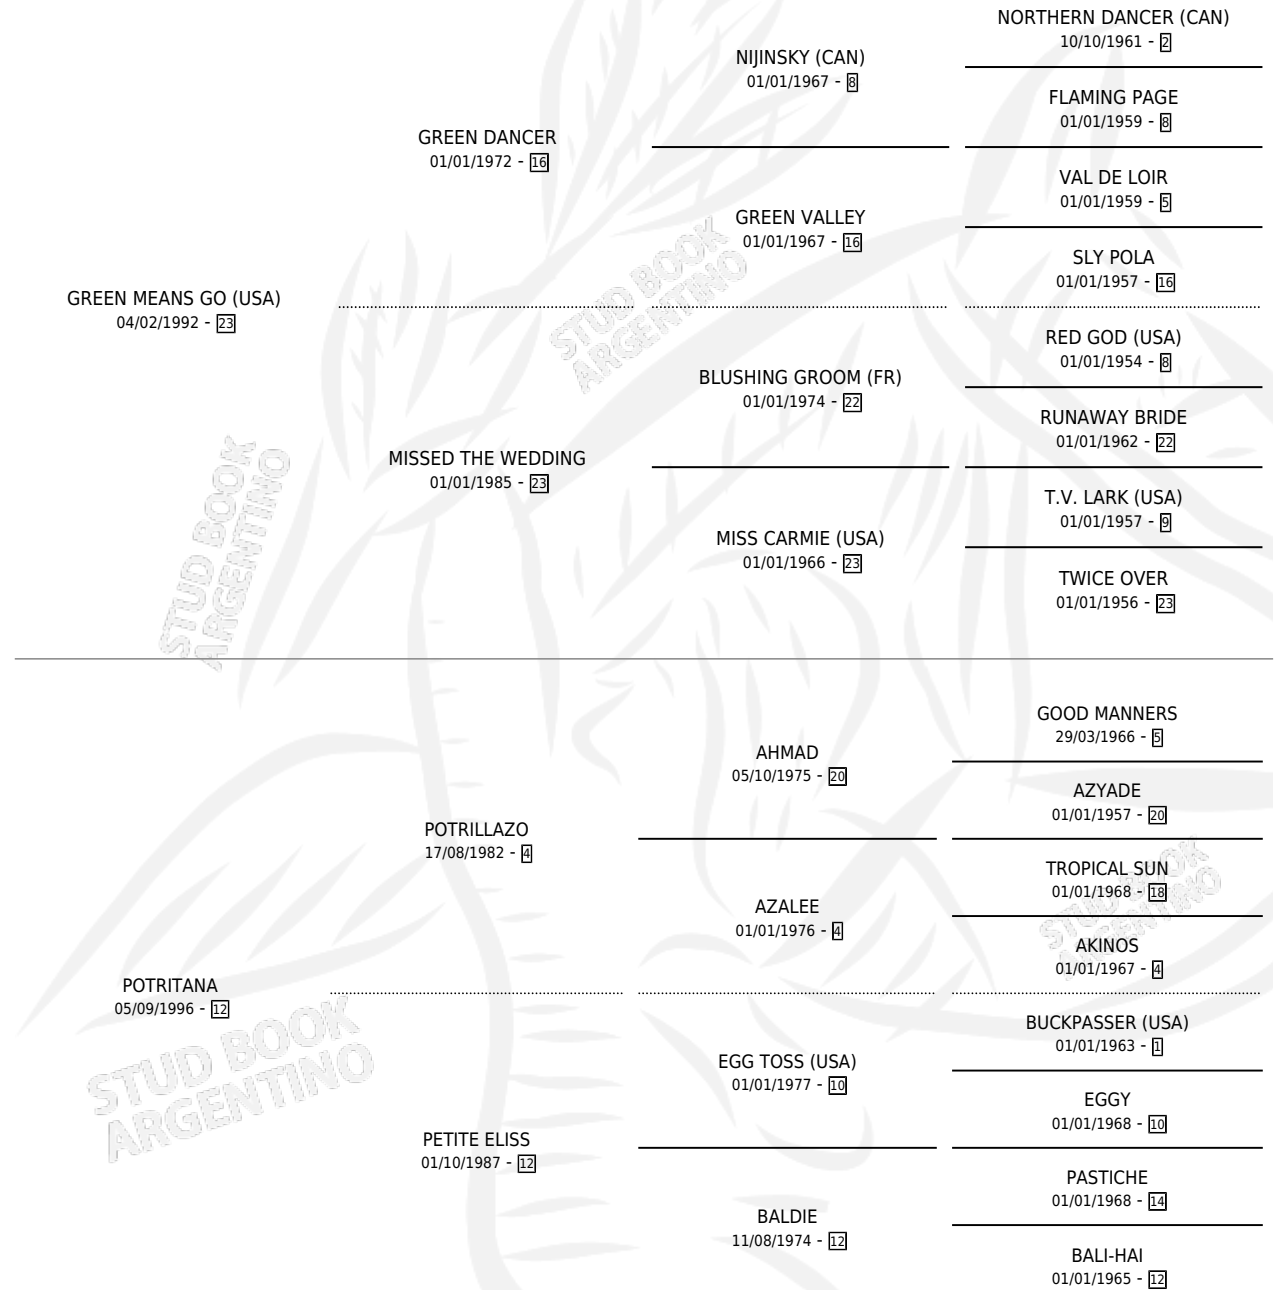 NORTHERN DANCER (CAN)
10/10/1961 - 2
NIJINSKY (CAN)
01/01/1967 - 8
FLAMING PAGE
01/01/1959 - 8
GREEN DANCER
01/01/1972 - 16
VAL DE LOIR
01/01/1959 - 5
GREEN VALLEY
01/01/1967 - 16
SLY POLA
01/01/1957 - 16
GREEN MEANS GO (USA)
04/02/1992 - 23
STUD BOOK
ARGENTINO
RED GOD (USA)
01/01/1954 - 8
BLUSHING GROOM (FR)
01/01/1974 - 22
RUNAWAY BRIDE
01/01/1962 - 22
MISSED THE WEDDING
01/01/1985 - 23
T.V. LARK (USA)
01/01/1957 - 9
MISS CARMIE (USA)
01/01/1966 - 23
TWICE OVER
01/01/1956 - 23
STUD BOOK
ARGENTINO
GOOD MANNERS
29/03/1966 - 5
AHMAD
05/10/1975 - 20
AZYADE
01/01/1957 - 20
POTRILLAZO
17/08/1982 - 4
TROPICAL SUN
01/01/1968 - 18
AZALEE
01/01/1976 - 4
STUD BOOK
ARGENTINO
AKINOS
01/01/1967 - 4
POTRITANA
05/09/1996 - 12
BUCKPASSER (USA)
01/01/1963 - 1
EGG TOSS (USA)
01/01/1977 - 10
STUD BOOK
ARGENTINO
EGGY
01/01/1968 - 10
PETITE ELISS
01/10/1987 - 12
PASTICHE
01/01/1968 - 14
BALDIE
11/08/1974 - 12
BALI-HAI
01/01/1965 - 12